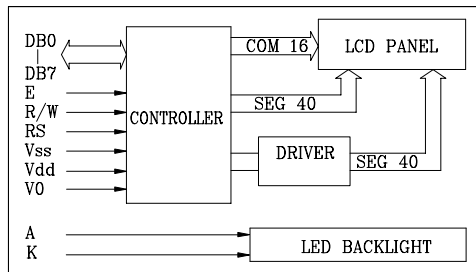 DB0
DB7
E
R/W
RS
Vss
Vdd
V0
CONTROLLER
COM 16
LCD PANEL
SEG 40
DRIVER
SEG 40
A
K
LED BACKLIGHT